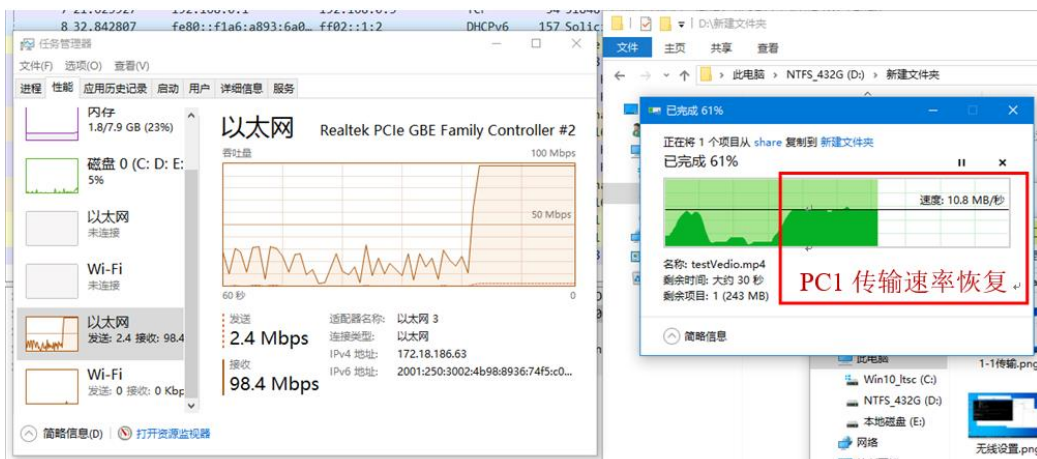 8 32.842807 fe80::f1a6:a893:6a0… ff02::1:2 DHCPv6 157 Solic
任务管理器
文件(F) 选项(O) 查看(V)
进程 性能 应用历史记录 启动 用户 详细信息 服务
内存
1.8/7.9 GB (23%)
磁盘 0 (C: D: E:
5%
以太网
未连接
Wi-Fi
未连接
以太网
发送: 2.4 接收: 98.4
Wi-Fi
发送: 0 接收: 0 Kbp
以太网 Realtek PCIe GBE Family Controller #2
吞吐量 100 Mbps
50 Mbps
60 秒 0
发送
2.4 Mbps
接收
98.4 Mbps
适配器名称: 以太网 3
连接类型: 以太网
IPv4 地址: 172.18.186.63
IPv6 地址: 2001:250:3002:4b98:8936:74f5:c0...
简略信息(D) 打开资源监视器
D:\新建文件夹
文件 主页 共享 查看
此电脑 > NTFS_432G (D:) > 新建文件夹
已完成 61%
正在将 1 个项目从 share 复制到 新建文件夹
已完成 61%
速度: 10.8 MB/秒
名称: testVedio.mp4
剩余时间: 大约 30 秒
剩余项目: 1 (243 MB)
PC1 传输速率恢复
简略信息
此电脑
Win10_ltsc (C:)
NTFS_432G (D:)
本地磁盘 (E:)
网络
1-1传输.png
无线设置.png